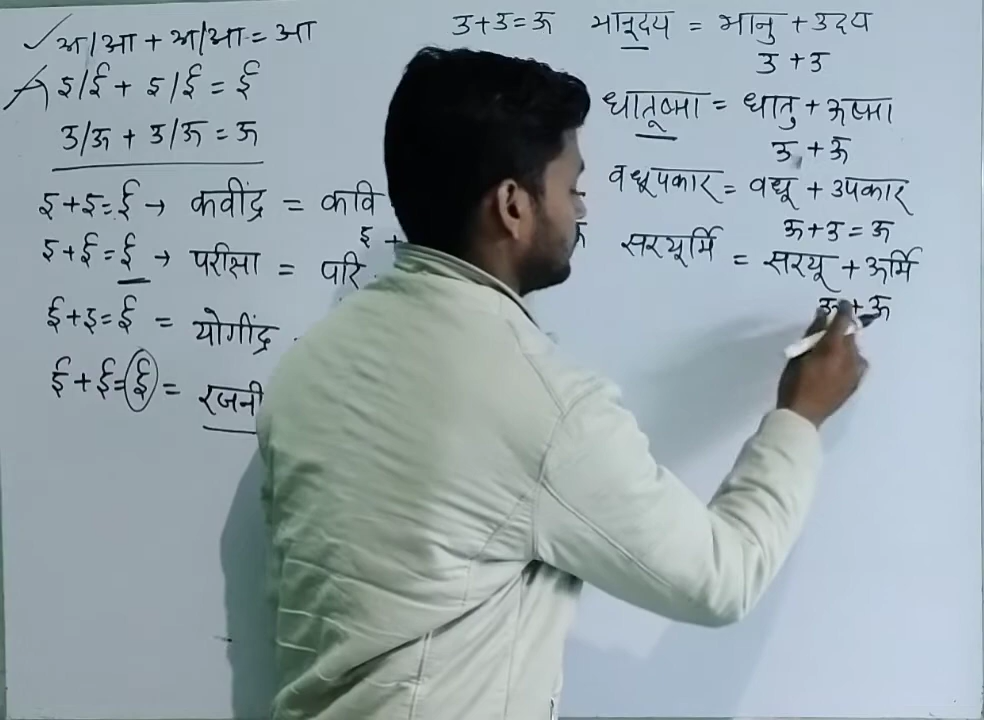 अ/आ + अ/आ = आ
इ/ई + इ/ई = ई
उ/ऊ + उ/ऊ = ऊ
इ+इ=ई → कवींद्र = कवि
इ +
इ+ई=ई → परीक्षा = परि
ई+इ=ई = योगींद्र
ई+ई=ई = रजनी
उ+उ=ऊ भानूदय = भानु + उदय
उ + उ
धातूष्मा = धातु + ऊष्मा
उ + ऊ
वधूपकार = वधू + उपकार
ऊ + उ = ऊ
सरयूर्मि = सरयू + ऊर्मि
ऊ + ऊ